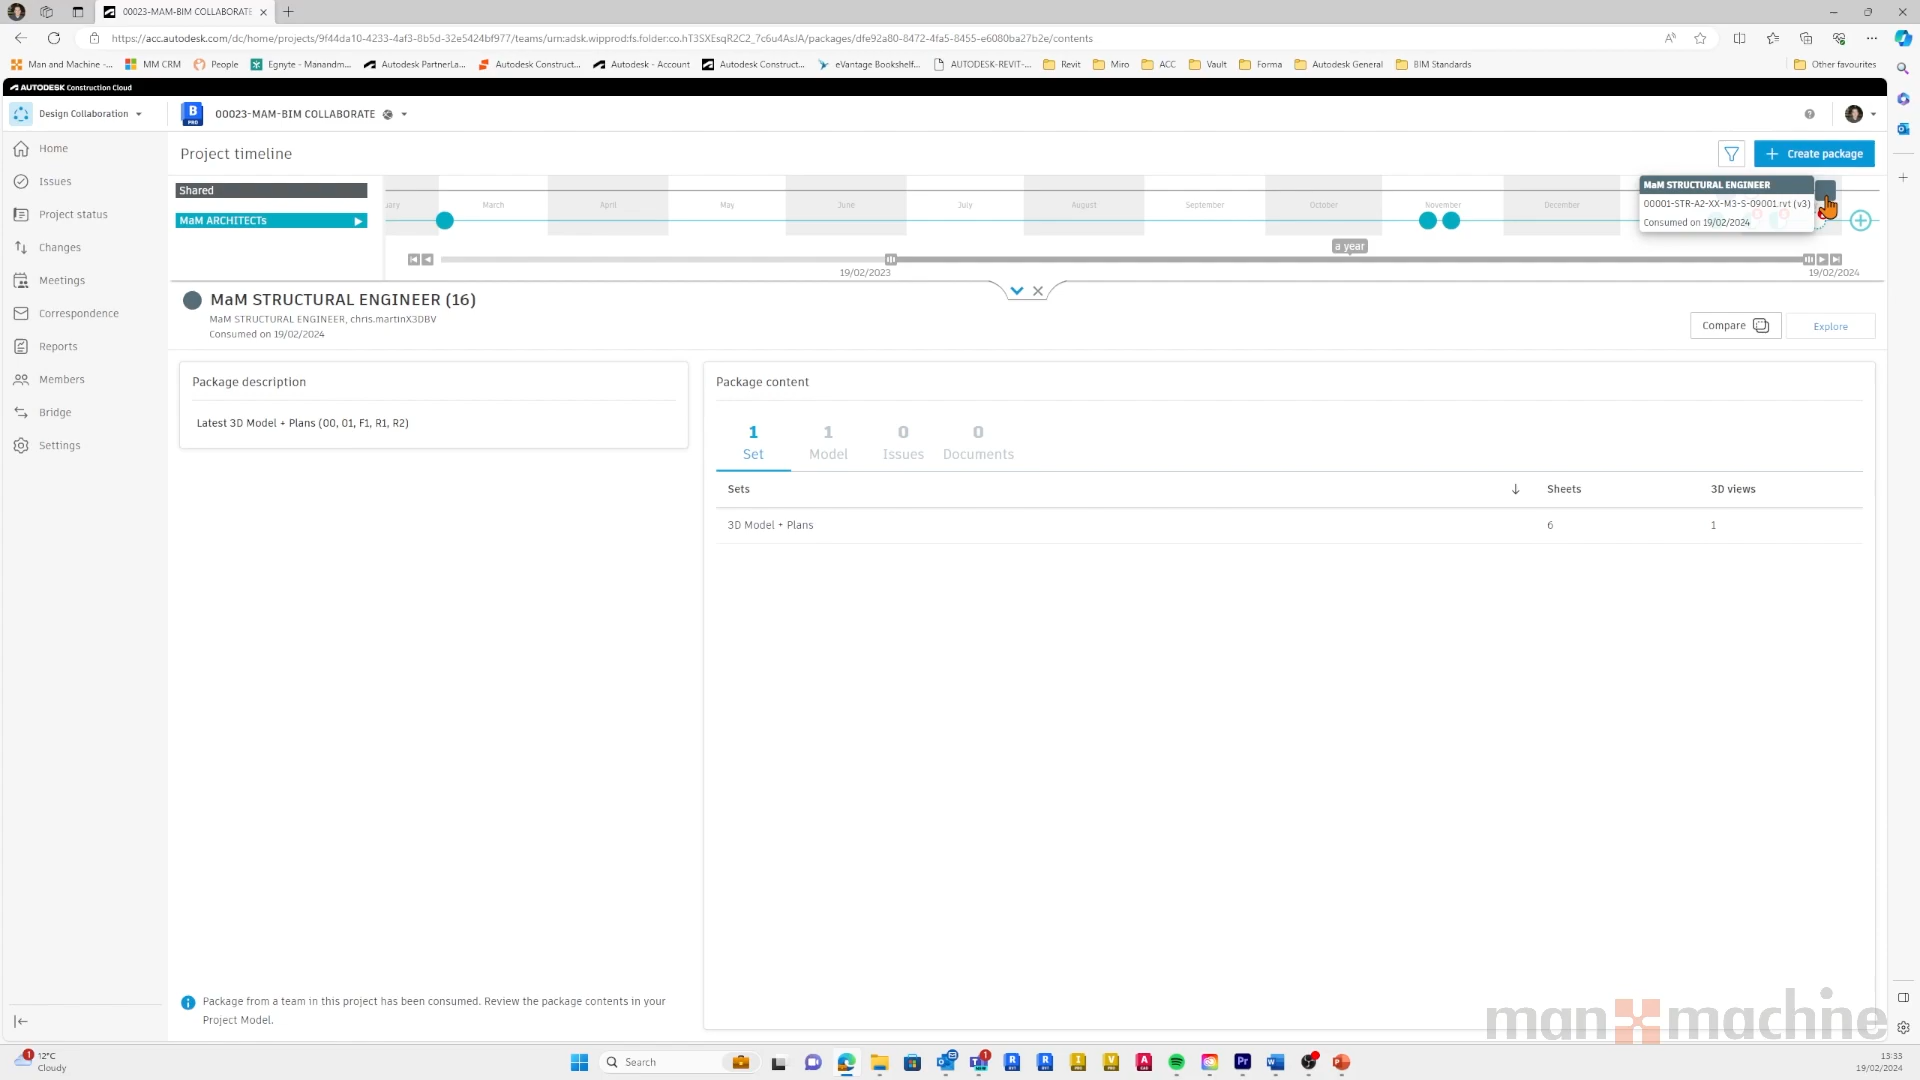 00023-MAM-BIM COLLABORATE
https://acc.autodesk.com/dc/home/projects/9f44da10-4233-4af3-8b5d-32e5424bf977/teams/urn:adsk.wipprod:fs.folder:co.hT3SXEsqR2C2_7c6u4AsJA/packages/dfe92a80-8472-4fa5-8455-e6080ba27b2e/contents
Man and Machine -... MM CRM People Egnyte - Manandm... Autodesk PartnerLa... Autodesk Construct... Autodesk - Account Autodesk Construct... eVantage Bookshelf... AUTODESK-REVIT-... Revit Miro ACC Vault Forma Autodesk General BIM Standards Other favourites
AUTODESK Construction Cloud
Design Collaboration
B PRO 00023-MAM-BIM COLLABORATE
Home
Issues
Project status
Changes
Meetings
Correspondence
Reports
Members
Bridge
Settings
Project timeline
Create package
Shared
MaM ARCHITECTs
uary March April May June July August September October November December
MaM STRUCTURAL ENGINEER
00001-STR-A2-XX-M3-S-09001.rvt (v3)
Consumed on 19/02/2024
a year
19/02/2023
19/02/2024
MaM STRUCTURAL ENGINEER (16)
MaM STRUCTURAL ENGINEER, chris.martinX3DBV
Consumed on 19/02/2024
Compare
Explore
Package description
Latest 3D Model + Plans (00, 01, F1, R1, R2)
Package content
1 1 0 0
Set Model Issues Documents
Sets Sheets 3D views
3D Model + Plans 6 1
Package from a team in this project has been consumed. Review the package contents in your
Project Model.
man machine
1 12°C
Cloudy
Search
13:33
19/02/2024